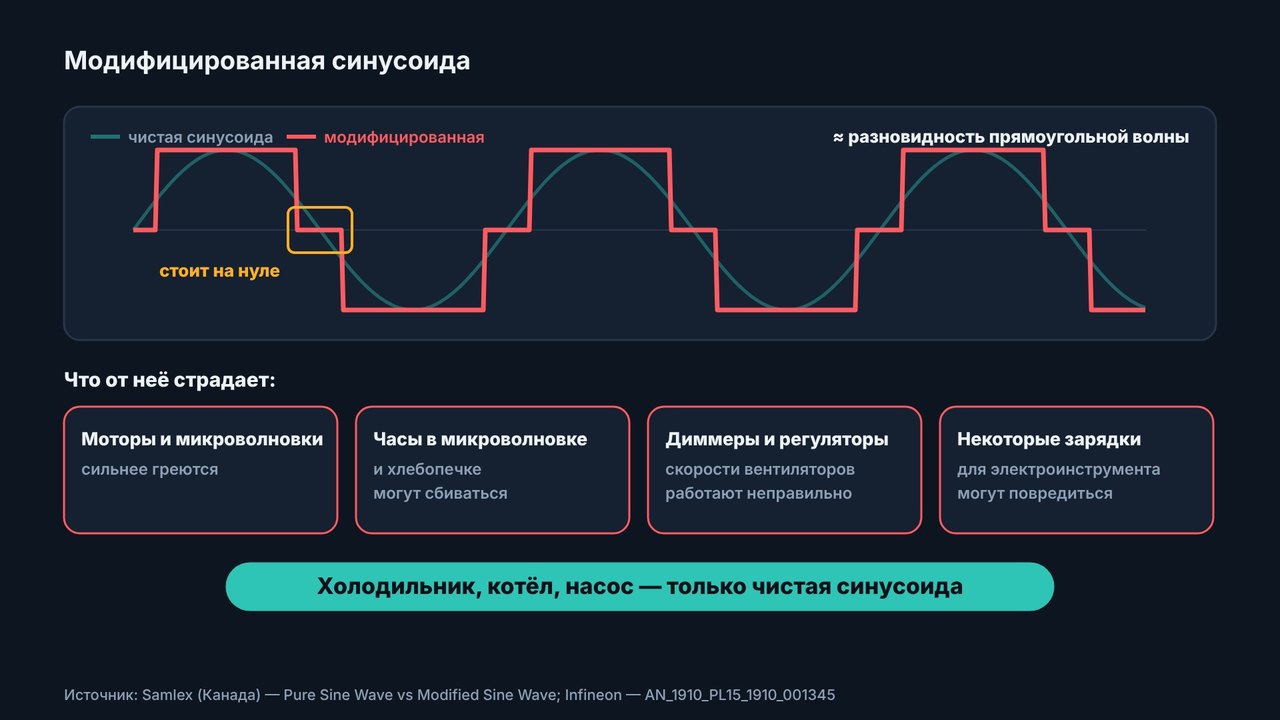 Модифицированная синусоида
чистая синусоида
модифицированная
≈ разновидность прямоугольной волны
стоит на нуле
Что от неё страдает:
Моторы и микроволновки
сильнее греются
Часы в микроволновке
и хлебопечке
могут сбиваться
Диммеры и регуляторы
скорости вентиляторов
работают неправильно
Некоторые зарядки
для электроинструмента
могут повредиться
Холодильник, котёл, насос — только чистая синусоида
Источник: Samlex (Канада) — Pure Sine Wave vs Modified Sine Wave; Infineon — AN_1910_PL15_1910_001345